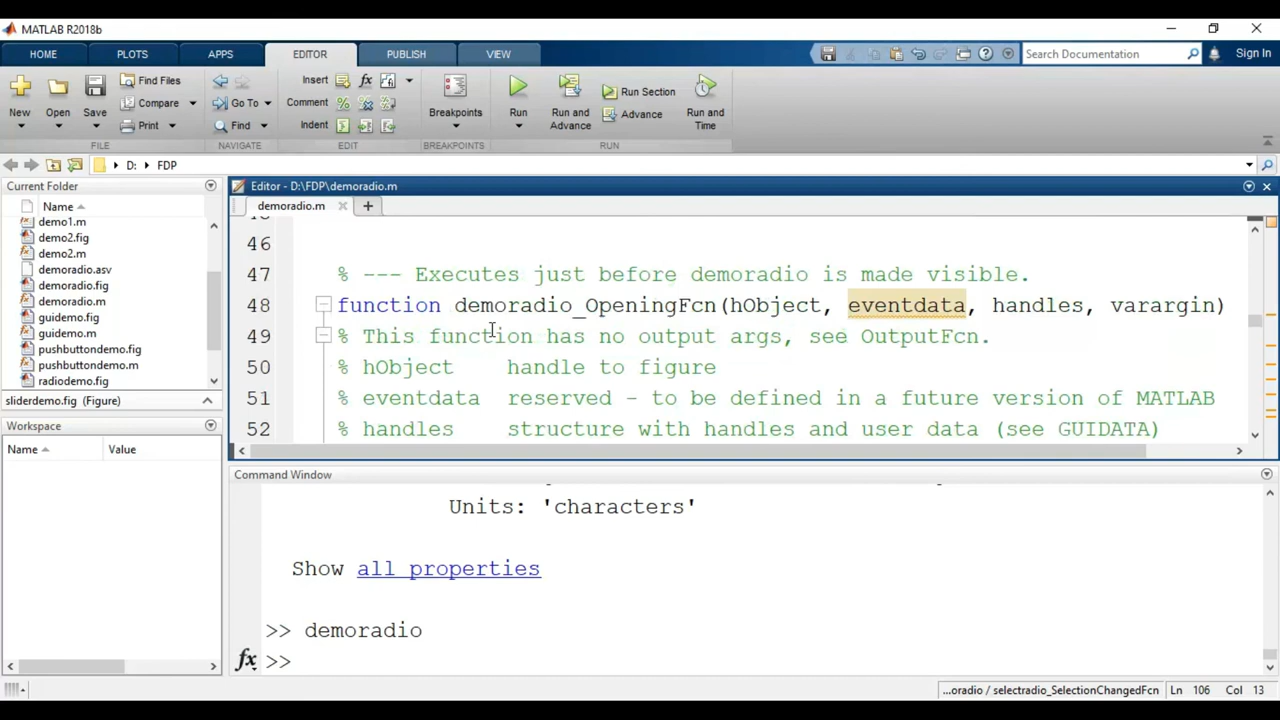 MATLAB R2018b
HOME PLOTS APPS EDITOR PUBLISH VIEW Search Documentation Sign In
New Open Save Find Files Compare Print Go To Find Insert Comment Indent Breakpoints Run Run and Advance Run Section Advance Run and Time
FILE NAVIGATE EDIT BREAKPOINTS RUN
D: FDP
Current Folder
Name
demo1.m
demo2.fig
demo2.m
demoradio.asv
demoradio.fig
demoradio.m
guidemo.fig
guidemo.m
pushbuttondemo.fig
pushbuttondemo.m
radiodemo.fig
sliderdemo.fig (Figure)
Workspace
Name Value
Editor - D:\FDP\demoradio.m
demoradio.m
46
47 % --- Executes just before demoradio is made visible.
48 function demoradio_OpeningFcn(hObject, eventdata, handles, varargin)
49 % This function has no output args, see OutputFcn.
50 % hObject handle to figure
51 % eventdata reserved - to be defined in a future version of MATLAB
52 % handles structure with handles and user data (see GUIDATA)
Command Window
Units: 'characters'
Show all properties
>> demoradio
fx >>
...oradio / selectradio_SelectionChangedFcn Ln 106 Col 13